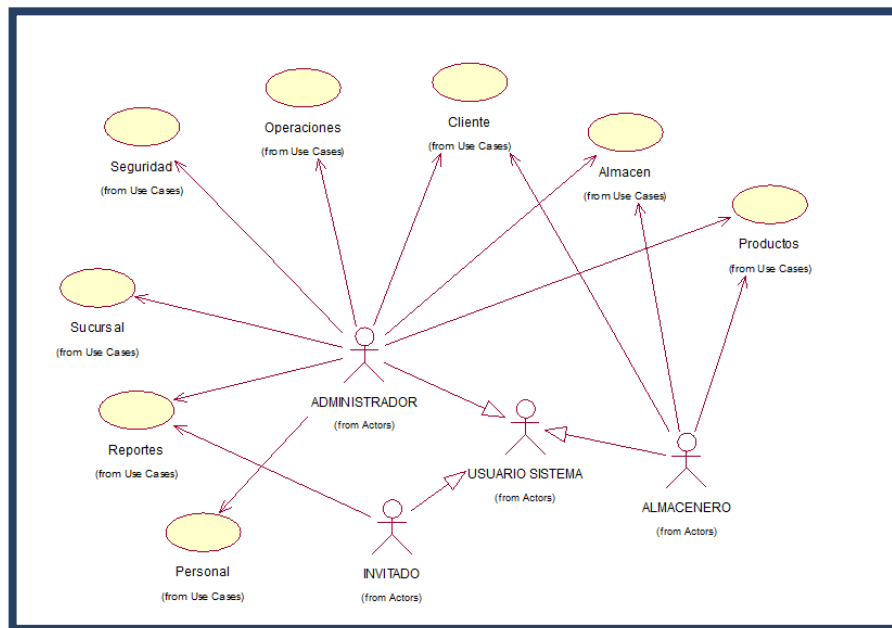 Operaciones
(from Use Cases)
Cliente
(from Use Cases)
Seguridad
(from Use Cases)
Almacen
(from Use Cases)
Productos
(from Use Cases)
Sucursal
(from Use Cases)
ADMINISTRADOR
(from Actors)
Reportes
(from Use Cases)
USUARIO SISTEMA
(from Actors)
ALMACENERO
(from Actors)
Personal
(from Use Cases)
INVITADO
(from Actors)